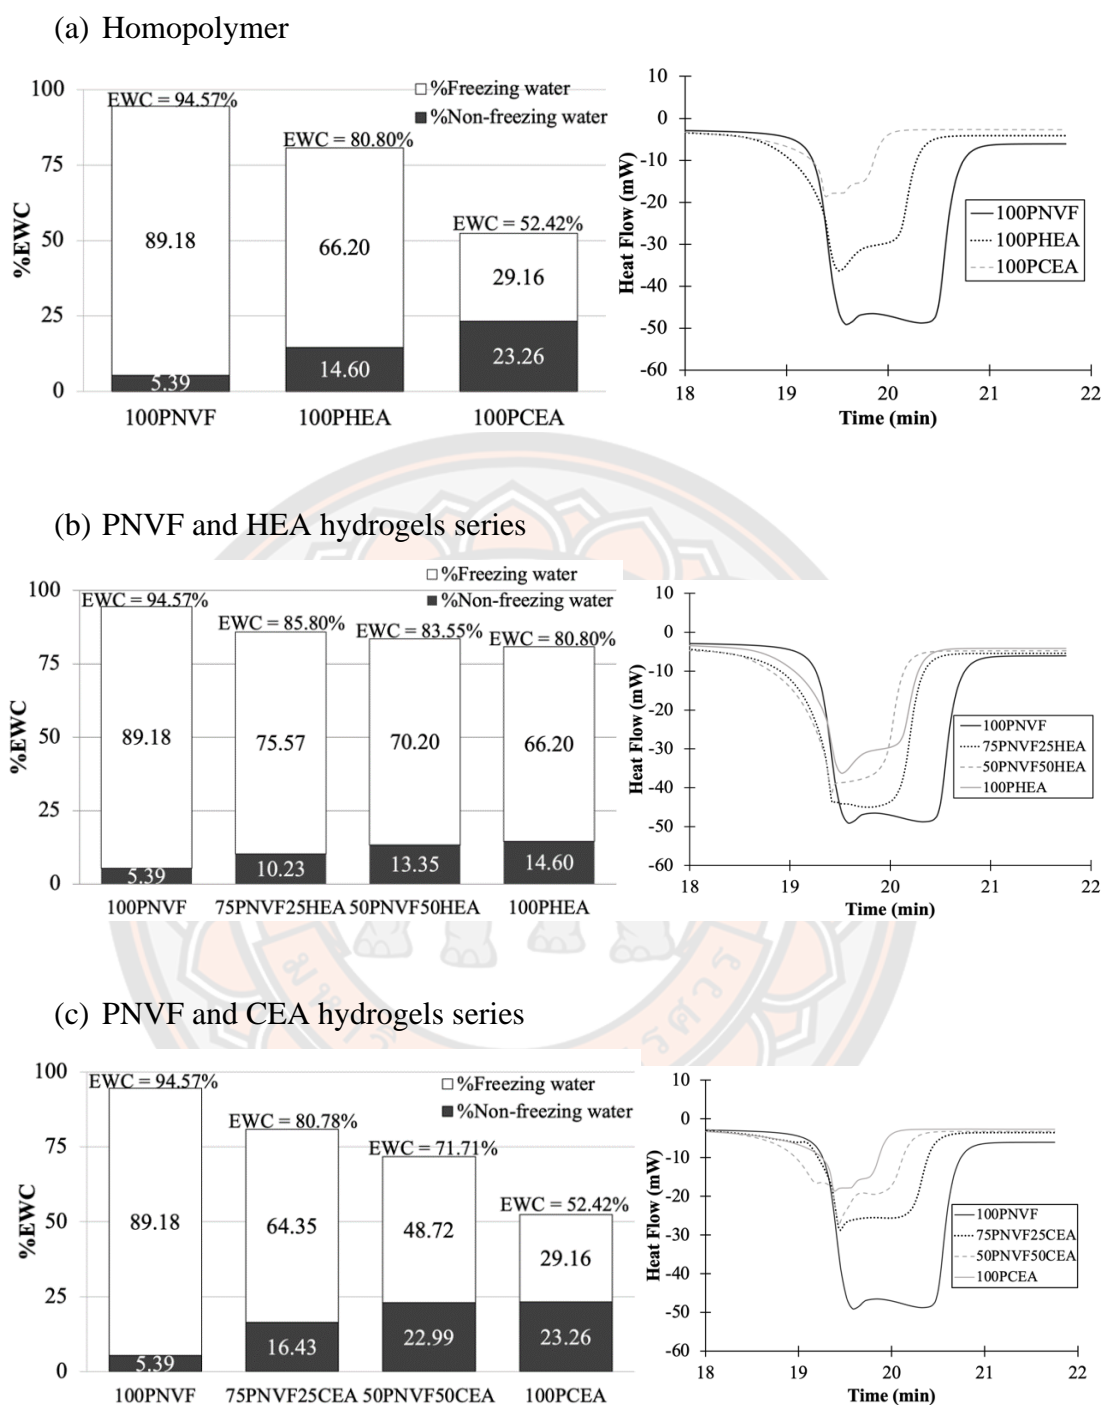 (a) Homopolymer
100
75
50
25
0
%EWC
EWC = 94.57%
EWC = 80.80%
EWC = 52.42%
%Freezing water
%Non-freezing water
89.18
66.20
29.16
5.39
14.60
23.26
100PNVF
100PHEA
100PCEA
10
0
-10
-20
-30
-40
-50
-60
Heat Flow (mW)
100PNVF
100PHEA
100PCEA
18
19
20
21
22
Time (min)
(b) PNVF and HEA hydrogels series
100
75
50
25
0
%EWC
EWC = 94.57%
EWC = 85.80%
EWC = 83.55%
EWC = 80.80%
%Freezing water
%Non-freezing water
89.18
75.57
70.20
66.20
5.39
10.23
13.35
14.60
100PNVF
75PNVF25HEA
50PNVF50HEA
100PHEA
10
0
-10
-20
-30
-40
-50
-60
Heat Flow (mW)
100PNVF
75PNVF25HEA
50PNVF50HEA
100PHEA
18
19
20
21
22
Time (min)
(c) PNVF and CEA hydrogels series
100
75
50
25
0
%EWC
EWC = 94.57%
EWC = 80.78%
EWC = 71.71%
EWC = 52.42%
%Freezing water
%Non-freezing water
89.18
64.35
48.72
29.16
5.39
16.43
22.99
23.26
100PNVF
75PNVF25CEA
50PNVF50CEA
100PCEA
10
0
-10
-20
-30
-40
-50
-60
Heat Flow (mW)
100PNVF
75PNVF25CEA
50PNVF50CEA
100PCEA
18
19
20
21
22
Time (min)